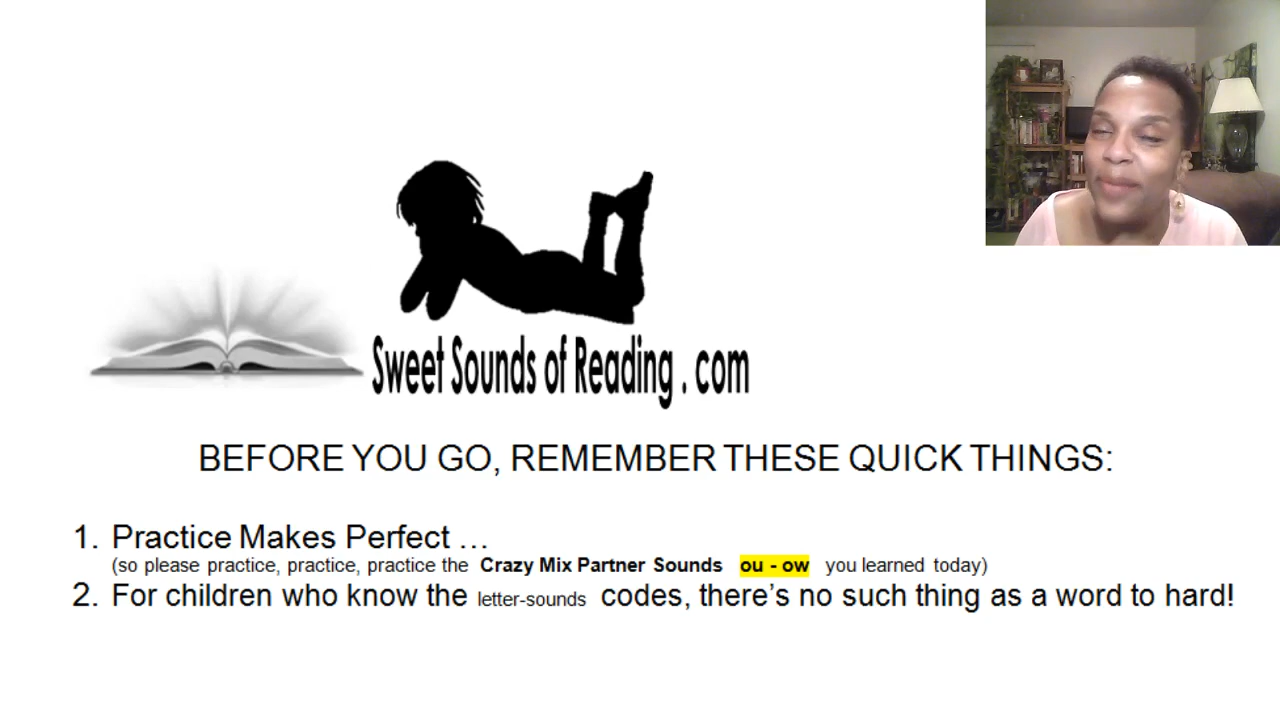 Sweet Sounds of Reading . com
BEFORE YOU GO, REMEMBER THESE QUICK THINGS:
1. Practice Makes Perfect …
(so please practice, practice, practice the Crazy Mix Partner Sounds ou - ow you learned today)
2. For children who know the letter-sounds codes, there's no such thing as a word to hard!